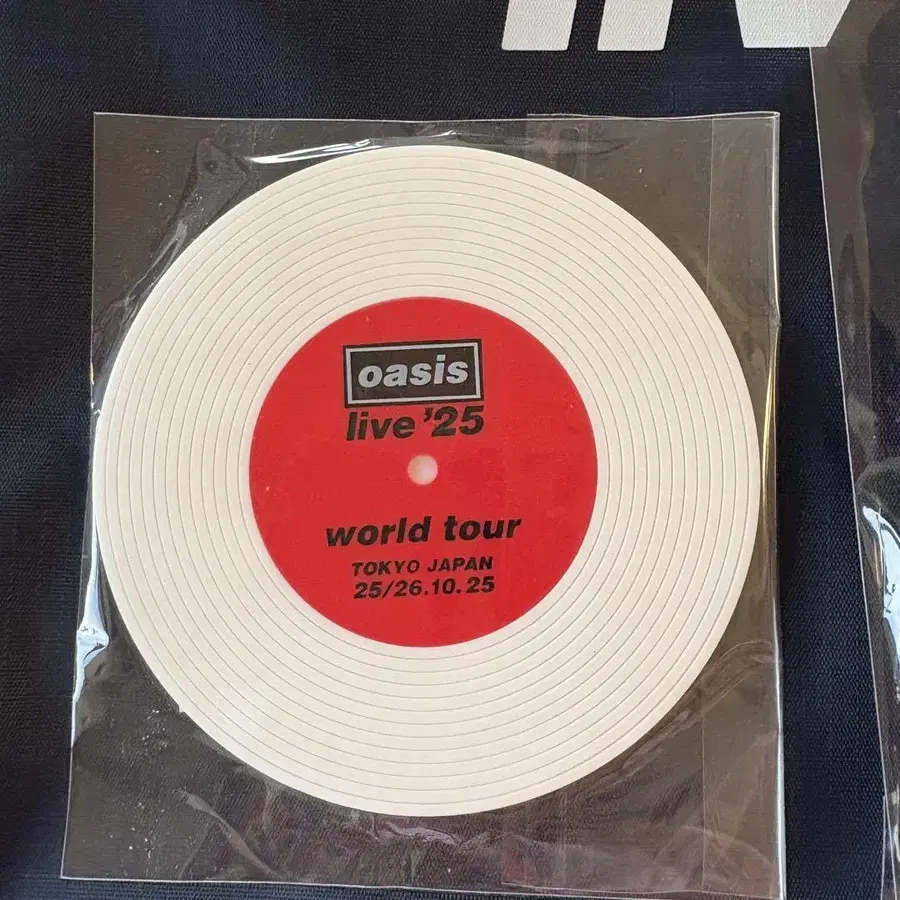 oasis
live '25
world tour
TOKYO JAPAN
25/26.10.25